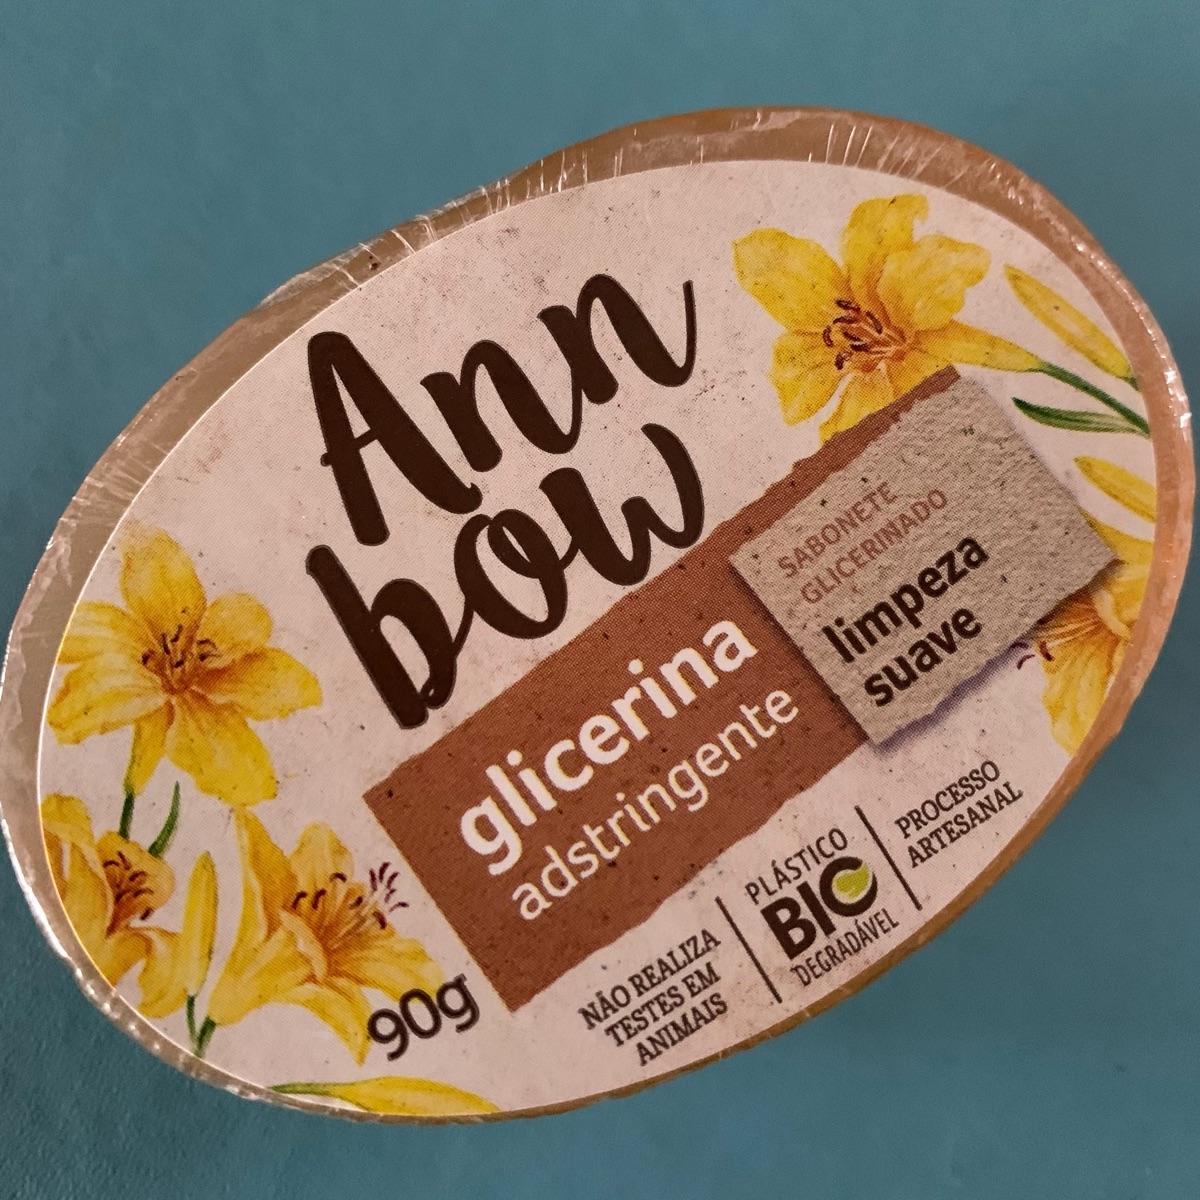 Ann
bow
glicerina
adstringente
SABONETE
GLICERINADO
limpeza
suave
90g
NÃO REALIZA
TESTES EM
ANIMAIS
PLÁSTICO
BIO
DEGRADÁVEL
PROCESSO
ARTESANAL